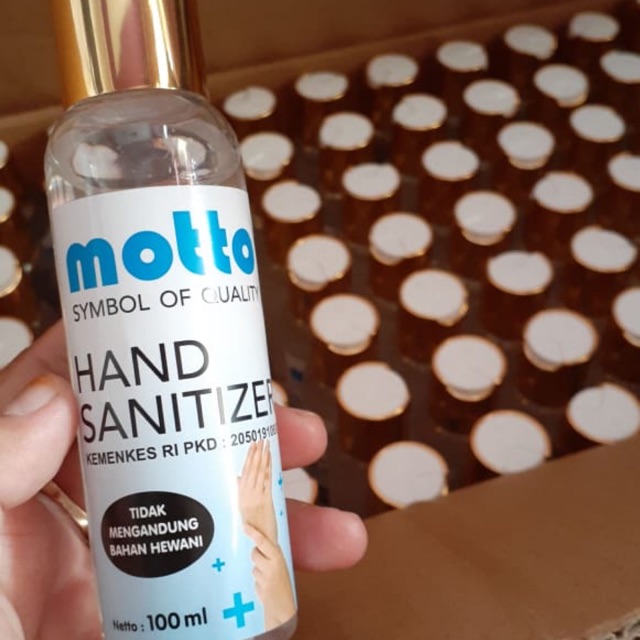 motto
SYMBOL OF QUALITY
HAND
SANITIZER
KEMENKES RI PKD :
TIDAK
MENGANDUNG
BAHAN HEWANI
Netto : 100 ml